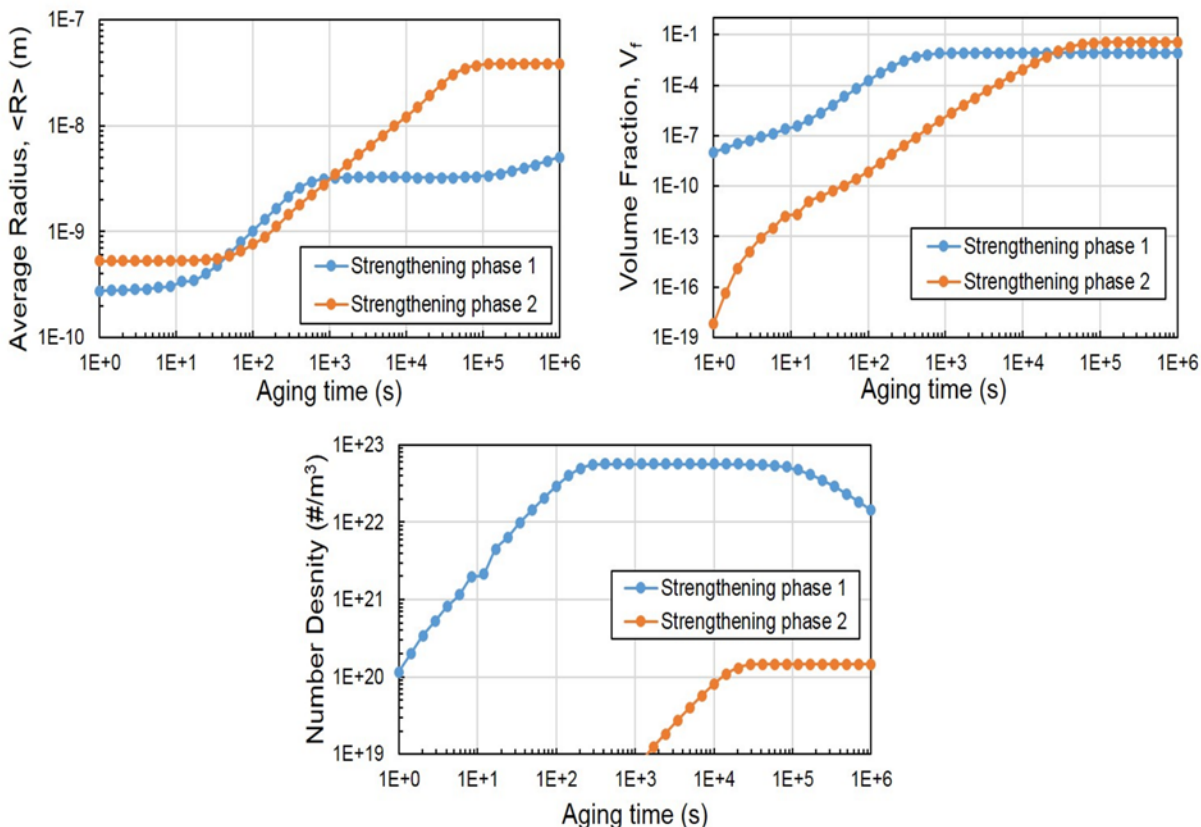 Average Radius, <R> (m)
1E-7
1E-8
1E-9
1E-10
Strengthening phase 1
Strengthening phase 2
1E+0 1E+1 1E+2 1E+3 1E+4 1E+5 1E+6
Aging time (s)
Volume Fraction, Vf
1E-1
1E-4
1E-7
1E-10
1E-13
1E-16
1E-19
Strengthening phase 1
Strengthening phase 2
1E+0 1E+1 1E+2 1E+3 1E+4 1E+5 1E+6
Aging time (s)
Number Desnity (#/m³)
1E+23
1E+22
1E+21
1E+20
1E+19
Strengthening phase 1
Strengthening phase 2
1E+0 1E+1 1E+2 1E+3 1E+4 1E+5 1E+6
Aging time (s)